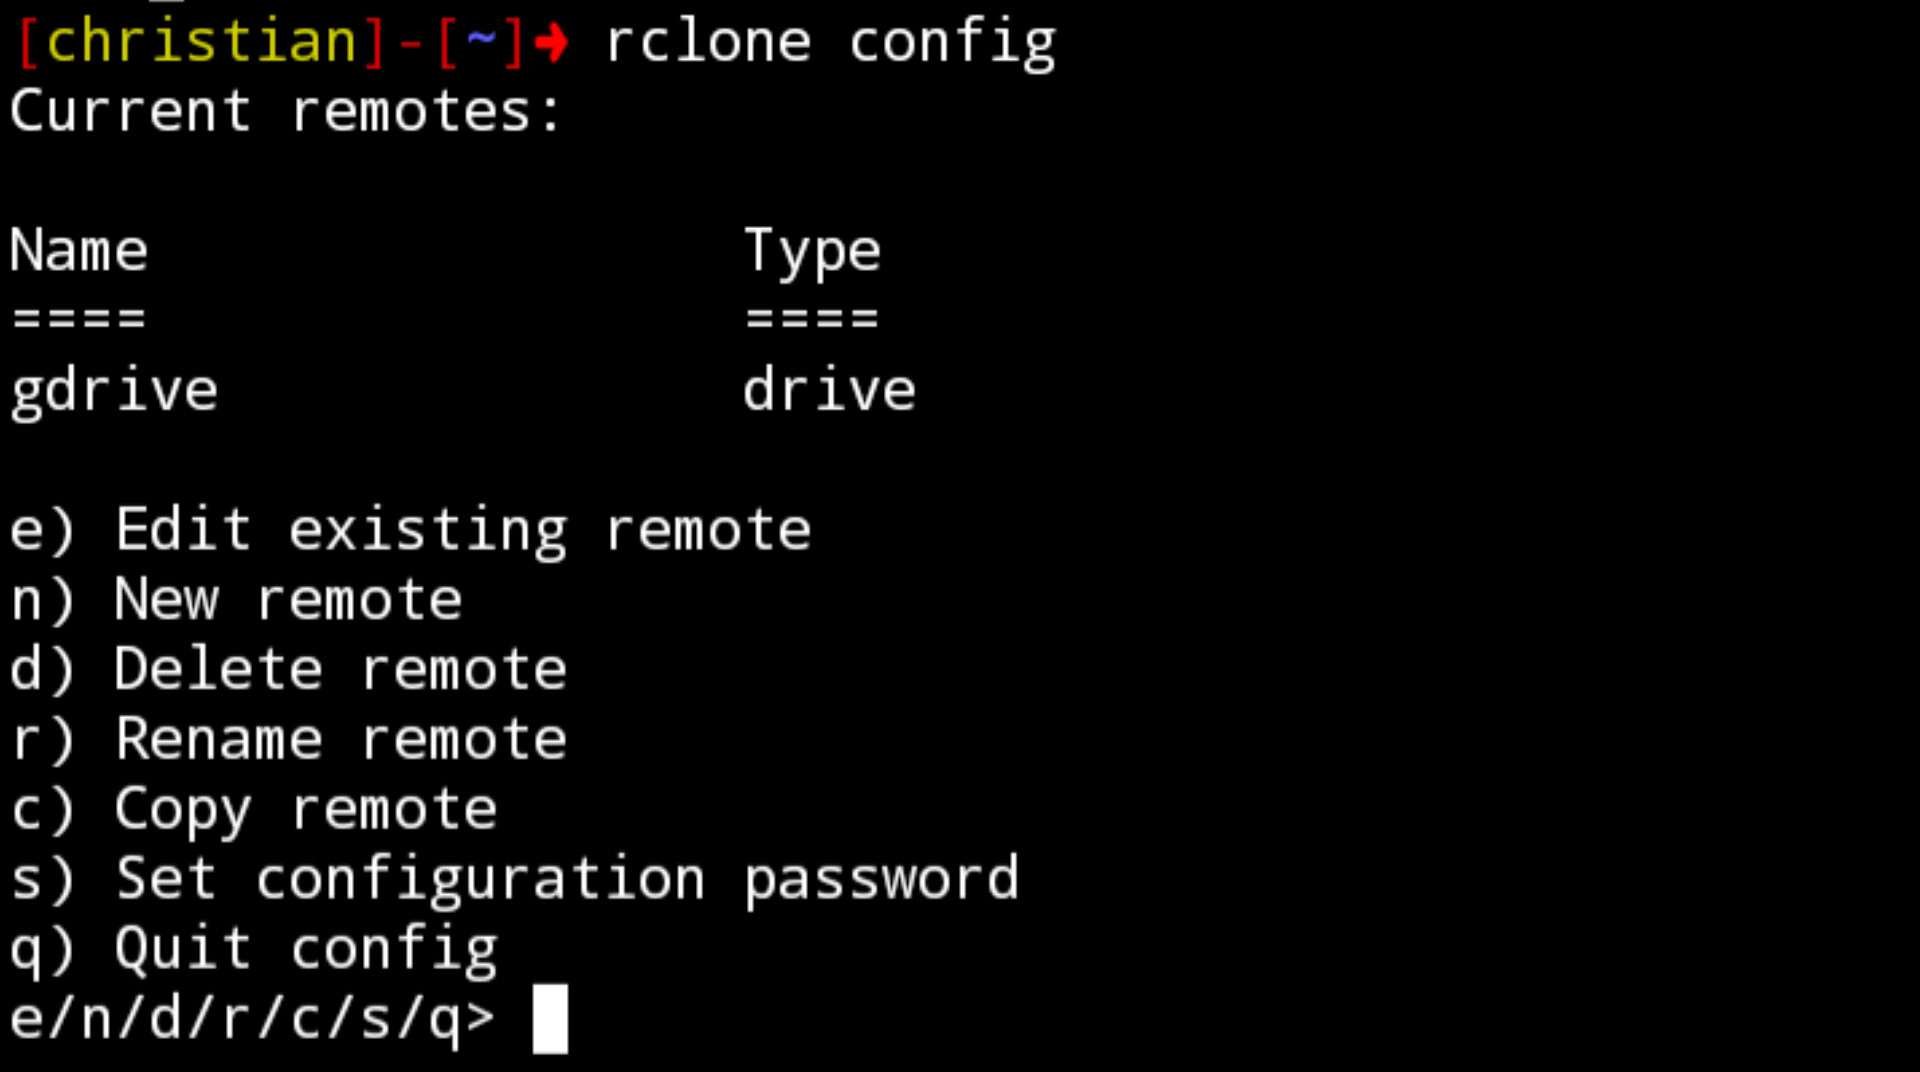 [christian]-[~]➜ rclone config
Current remotes:
Name                 Type
====                 ====
gdrive               drive
e) Edit existing remote
n) New remote
d) Delete remote
r) Rename remote
c) Copy remote
s) Set configuration password
q) Quit config
e/n/d/r/c/s/q>